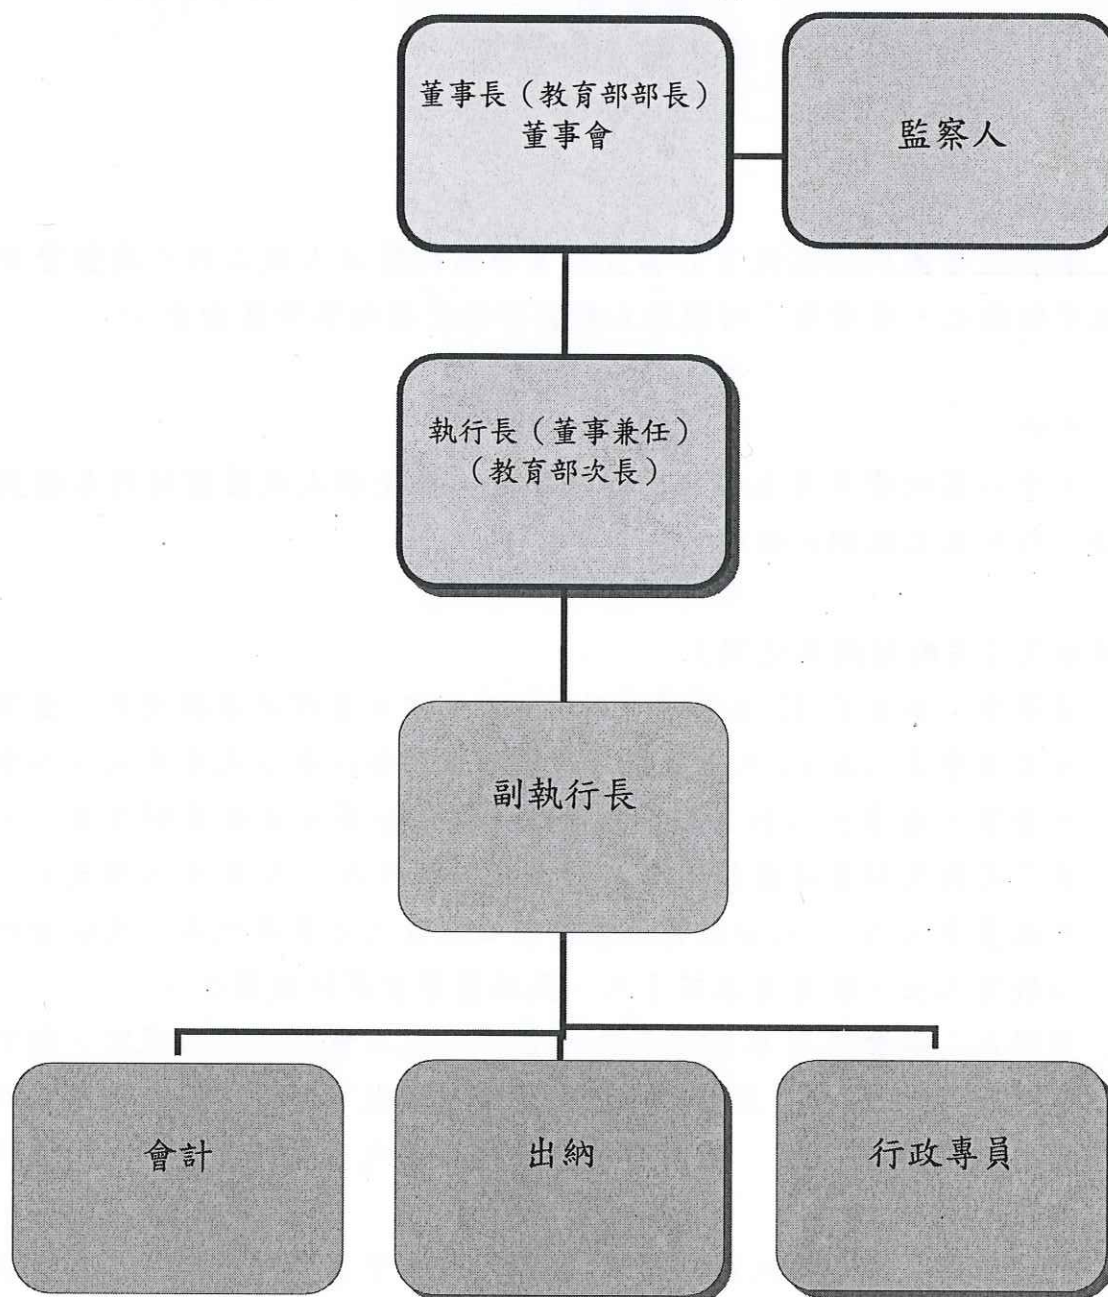 董事長（教育部部長）
董事會
監察人
執行長（董事兼任）
（教育部次長）
副執行長
會計
出納
行政專員